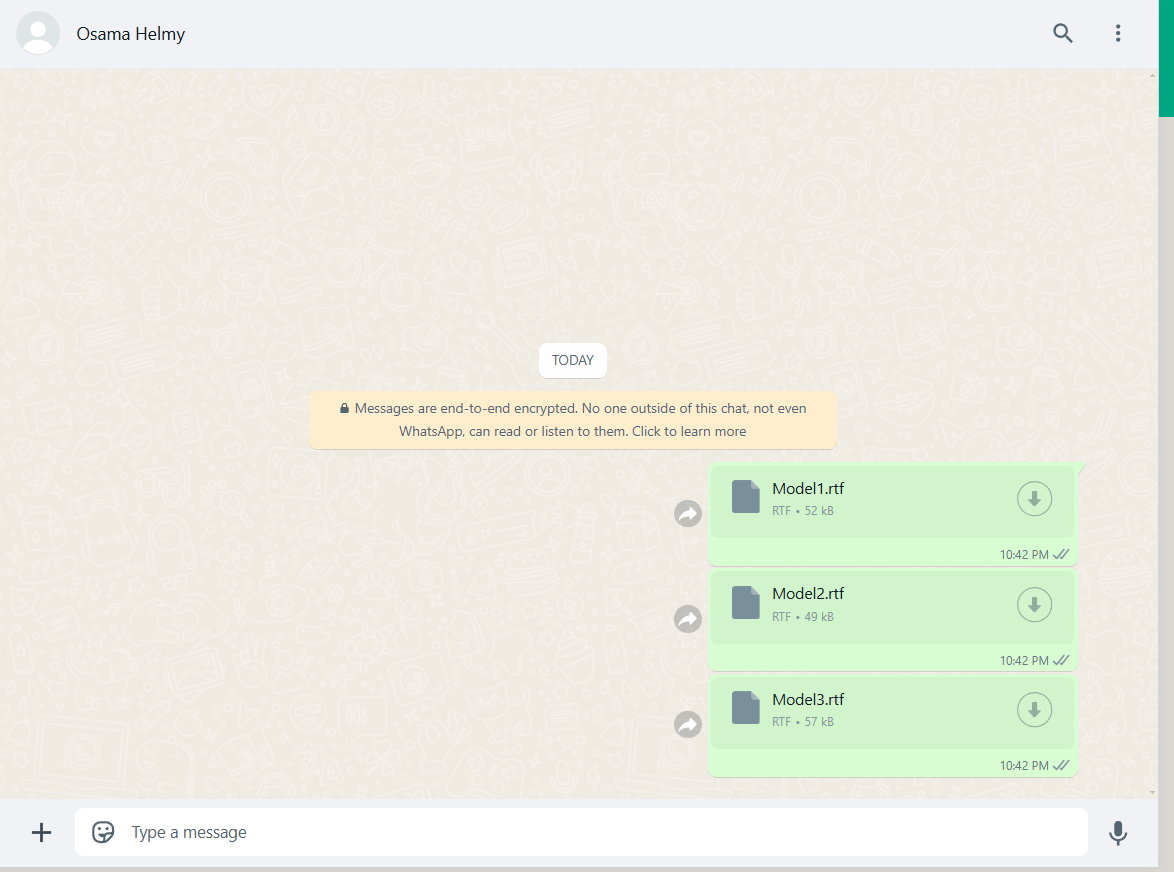 Osama Helmy
TODAY
Messages are end-to-end encrypted. No one outside of this chat, not even
WhatsApp, can read or listen to them. Click to learn more
Model1.rtf
RTF • 52 kB
10:42 PM
Model2.rtf
RTF • 49 kB
10:42 PM
Model3.rtf
RTF • 57 kB
10:42 PM
Type a message